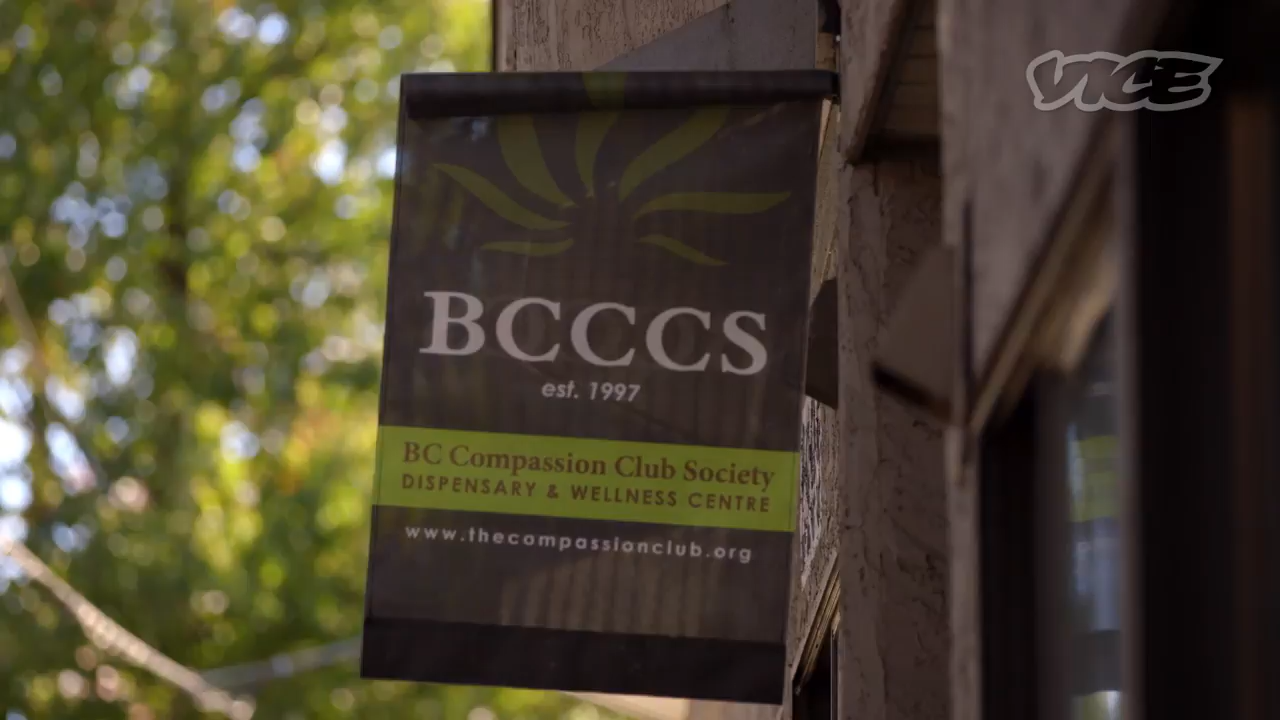 VICE
BCCCS
est. 1997
BC Compassion Club Society
DISPENSARY & WELLNESS CENTRE
www.thecompassionclub.org